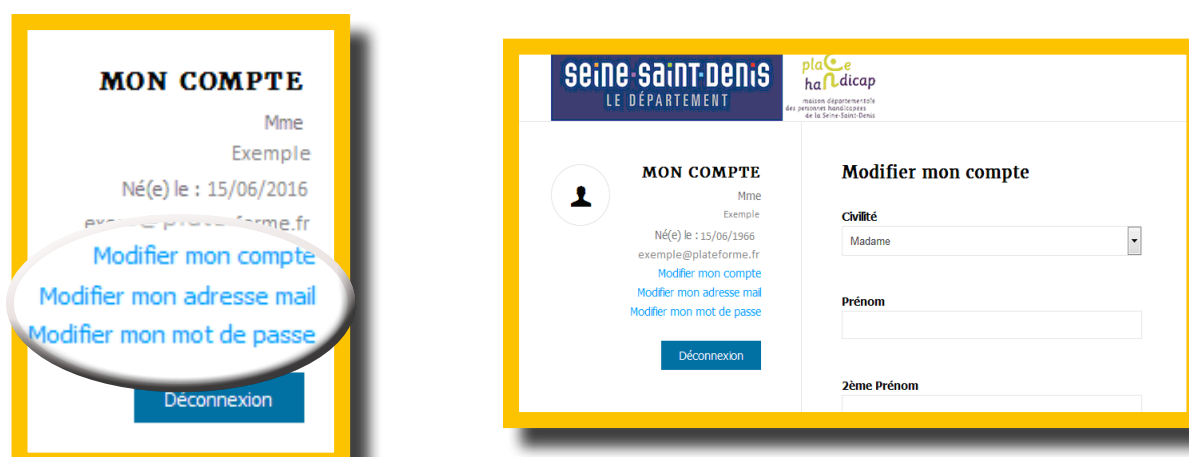 MON COMPTE
Mme
Exemple
Né(e) le : 15/06/2016
Modifier mon compte
Modifier mon adresse mail
Modifier mon mot de passe
Déconnexion
seine-saint-denis
LE DÉPARTEMENT
place
handicap
maison départementale
des personnes handicapées
de la Seine-Saint-Denis
MON COMPTE
Mme
Exemple
Né(e) le : 15/06/1966
exemple@plateforme.fr
Modifier mon compte
Modifier mon adresse mail
Modifier mon mot de passe
Déconnexion
Modifier mon compte
Civilité
Madame
Prénom
2ème Prénom